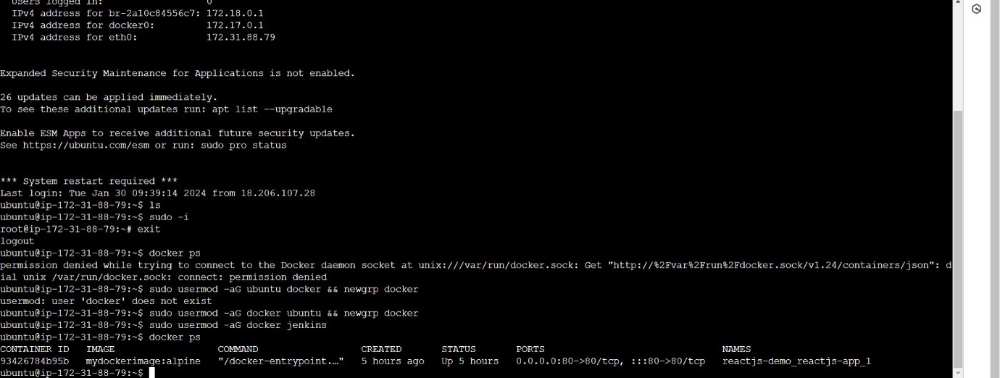 Users logged in: 0
IPv4 address for br-2a10c84556c7: 172.18.0.1
IPv4 address for docker0: 172.17.0.1
IPv4 address for eth0: 172.31.88.79
Expanded Security Maintenance for Applications is not enabled.
26 updates can be applied immediately.
To see these additional updates run: apt list --upgradable
Enable ESM Apps to receive additional future security updates.
See https://ubuntu.com/esm or run: sudo pro status
*** System restart required ***
Last login: Tue Jan 30 09:39:14 2024 from 18.206.107.28
ubuntu@ip-172-31-88-79:~$ ls
ubuntu@ip-172-31-88-79:~$ sudo -i
root@ip-172-31-88-79:~# exit
logout
ubuntu@ip-172-31-88-79:~$ docker ps
permission denied while trying to connect to the Docker daemon socket at unix:///var/run/docker.sock: Get "http://%2Fvar%2Frun%2Fdocker.sock/v1.24/containers/json": d
ial unix /var/run/docker.sock: connect: permission denied
ubuntu@ip-172-31-88-79:~$ sudo usermod -aG ubuntu docker && newgrp docker
usermod: user 'docker' does not exist
ubuntu@ip-172-31-88-79:~$ sudo usermod -aG docker ubuntu && newgrp docker
ubuntu@ip-172-31-88-79:~$ sudo usermod -aG docker jenkins
ubuntu@ip-172-31-88-79:~$ docker ps
CONTAINER ID IMAGE COMMAND CREATED STATUS PORTS NAMES
93426784b95b mydockerimage:alpine "/docker-entrypoint.…" 5 hours ago Up 5 hours 0.0.0.0:80->80/tcp, :::80->80/tcp reactjs-demo_reactjs-app_1
ubuntu@ip-172-31-88-79:~$